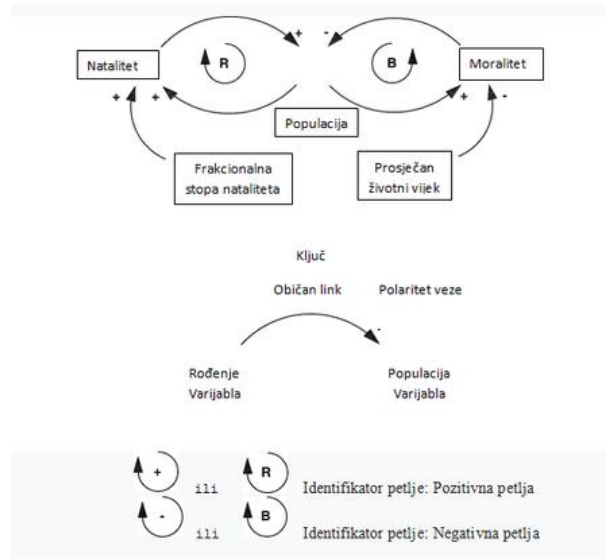 + -
Natalitet R B Moralitet
+ + + -
Populacija
Frakcionalna
stopa nataliteta
Prosječan
životni vijek
Ključ
Običan link Polaritet veze
Rođenje
Varijabla
Populacija
Varijabla
+ ili R Identifikator petlje: Pozitivna petlja
- ili B Identifikator petlje: Negativna petlja